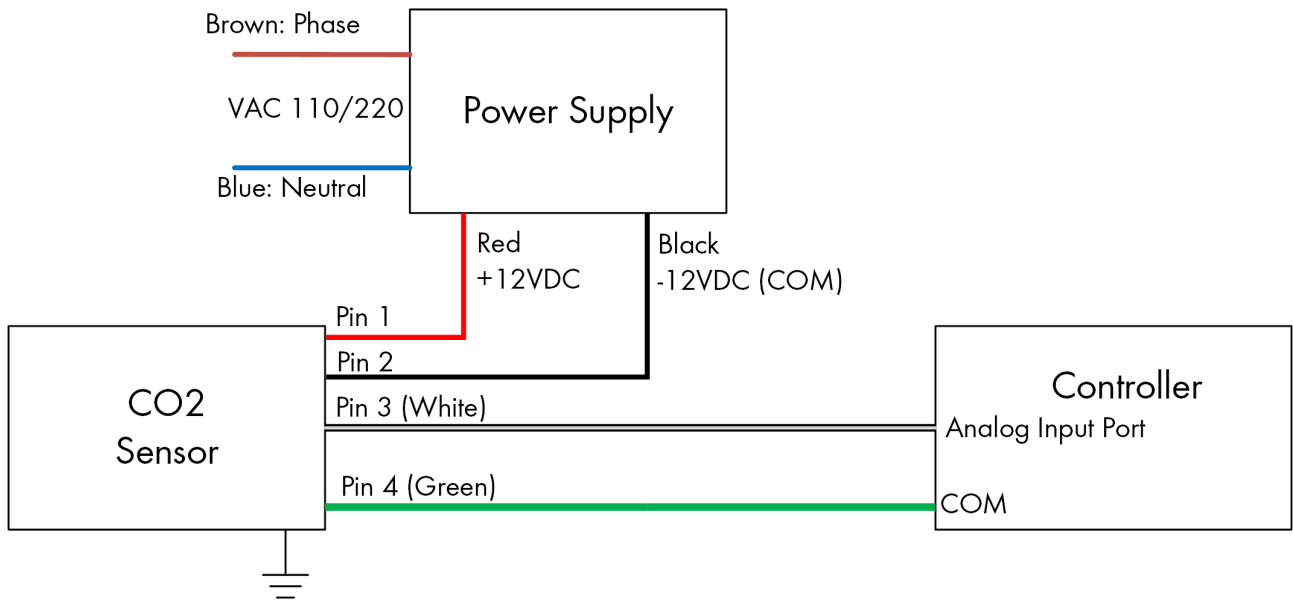 Brown: Phase
VAC 110/220
Blue: Neutral
Power Supply
Red
+12VDC
Black
-12VDC (COM)
Pin 1
Pin 2
Pin 3 (White)
Pin 4 (Green)
CO2
Sensor
Controller
Analog Input Port
COM